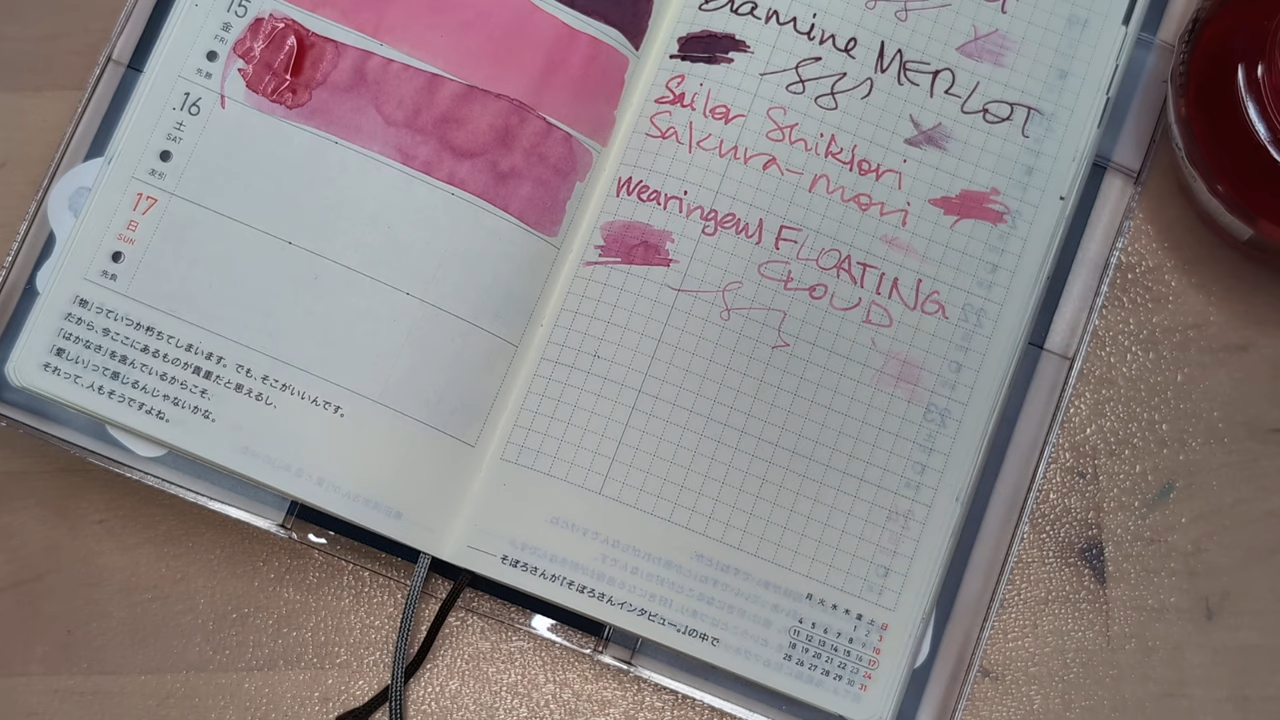 15
金
FRI
先勝
16
土
SAT
友引
17
日
SUN
先負
「物」っていつか朽ちてしまいます。でも、そこがいいんです。
だから、今ここにあるものが貴重だと思えるし、
「はかなさ」を含んでいるからこそ、
「愛しい」って感じるんじゃないかな。
それって、人もそうですよね。
MERLOT
Sailor Shikiori
Sakura-mori
Wearingeul FLOATING
CLOUD
—— そぼろさんが『そぼろさんインタビュー。』の中で
月 火 水 木 金 土 日
1 2 3
4 5 6 7 8 9 10
11 12 13 14 15 16 17
18 19 20 21 22 23 24
25 26 27 28 29 30 31